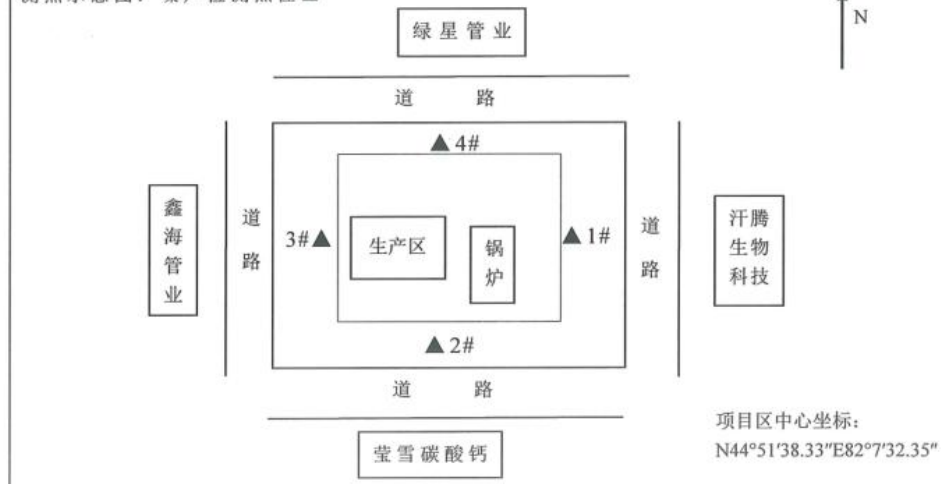 绿星管业
N
道 路
▲4#
鑫海管业
道路
3#▲
生产区
锅炉
▲1#
道路
汗腾生物科技
▲2#
道 路
莹雪碳酸钙
项目区中心坐标：
N44°51′38.33″E82°7′32.35″